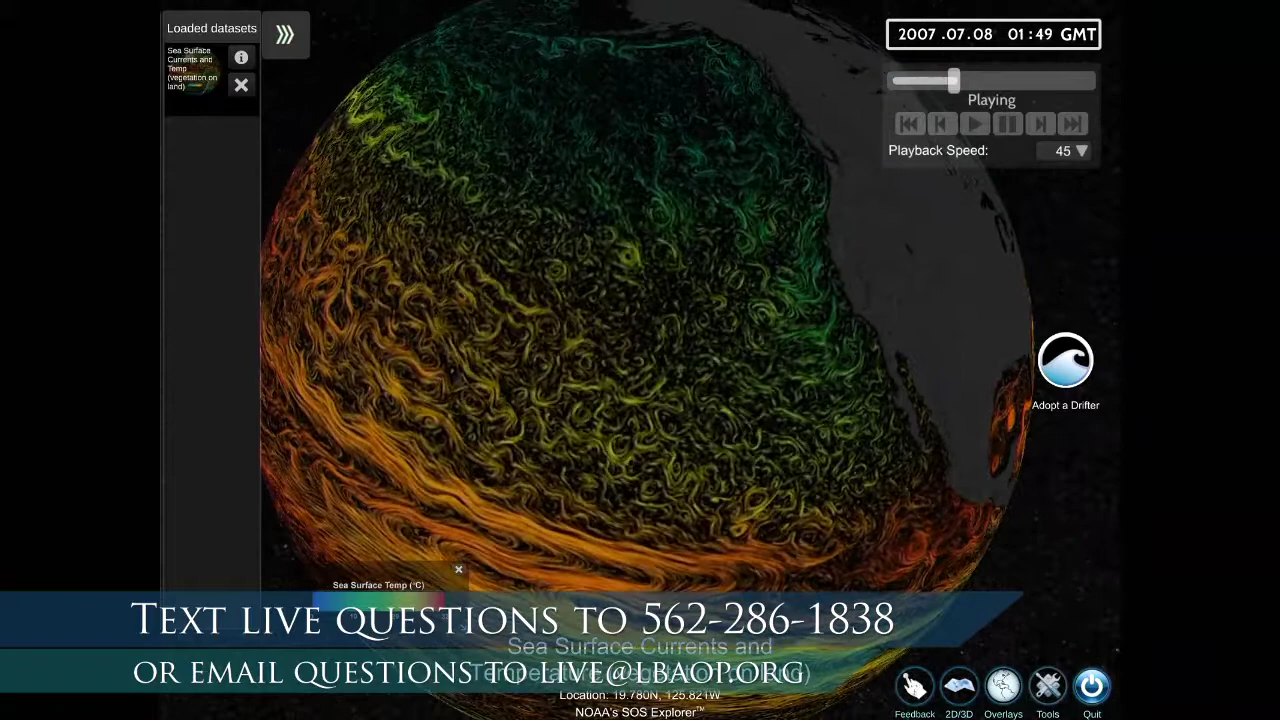 Loaded datasets
Sea Surface
Currents and
Temp
(vegetation on
land)
2007 .07.08 01:49 GMT
Playing
Playback Speed:
45
Adopt a Drifter
Sea Surface Temp (°C)
TEXT LIVE QUESTIONS TO 562-286-1838
Sea Surface Currents and
OR EMAIL QUESTIONS TO LIVE@LBAOP.ORG
Location: 19.780N, 125.821W
NOAA's SOS Explorer™
Feedback
2D/3D
Overlays
Tools
Quit